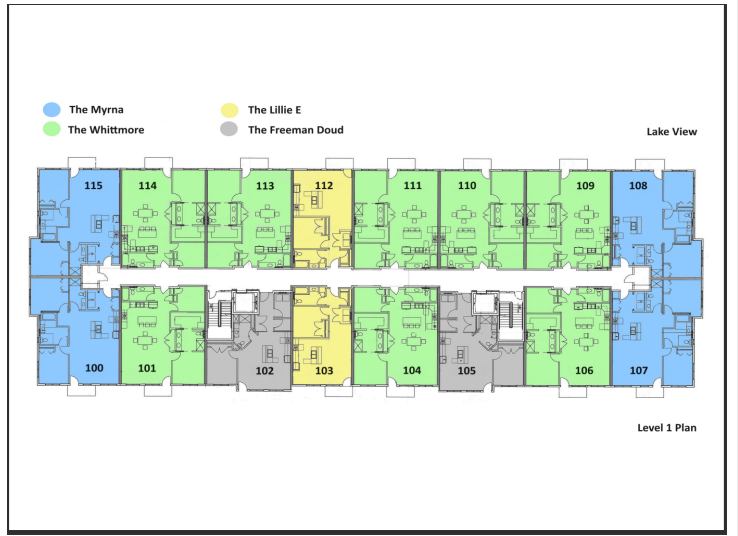 The Myrna The Lillie E
The Whittmore The Freeman Doud
Lake View
115 114 113 112 111 110 109 108
100 101 102 103 104 105 106 107
Level 1 Plan